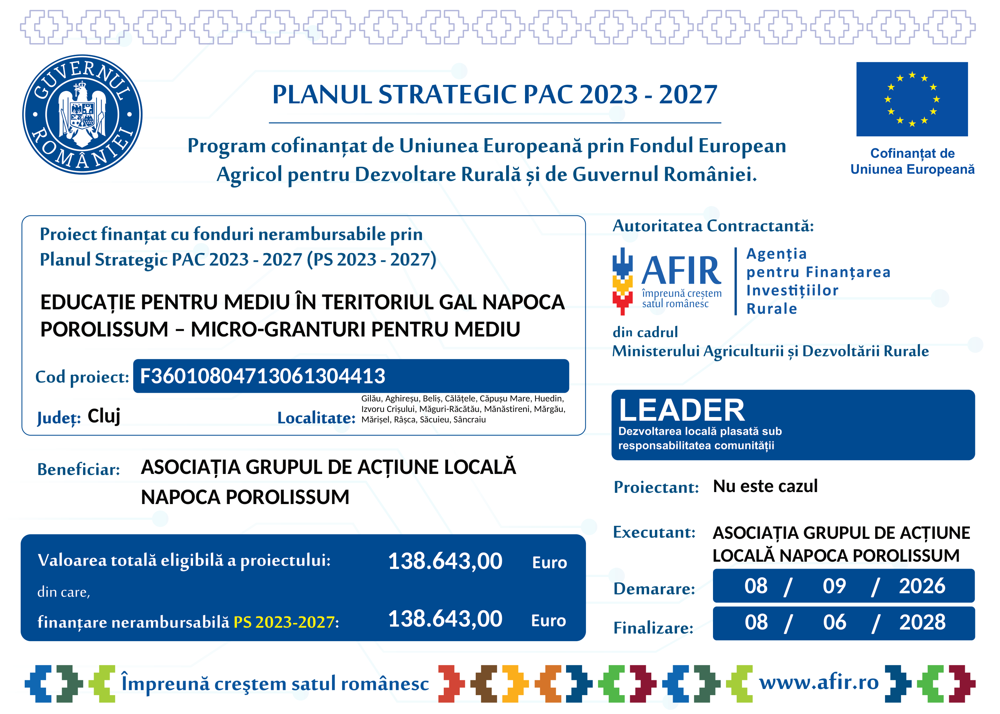 GUVERNUL ROMÂNIEI
PLANUL STRATEGIC PAC 2023 - 2027
Program cofinanțat de Uniunea Europeană prin Fondul European
Agricol pentru Dezvoltare Rurală și de Guvernul României.
Cofinanțat de
Uniunea Europeană
Proiect finanțat cu fonduri nerambursabile prin
Planul Strategic PAC 2023 - 2027 (PS 2023 - 2027)
EDUCAȚIE PENTRU MEDIU ÎN TERITORIUL GAL NAPOCA
POROLISSUM – MICRO-GRANTURI PENTRU MEDIU
Cod proiect: F36010804713061304413
Județ: Cluj
Localitate: Gilău, Aghireșu, Beliș, Călățele, Căpușu Mare, Huedin,
Izvoru Crișului, Măguri-Răcătău, Mănăstireni, Mărgău,
Mărișel, Râșca, Săcuieu, Sâncraiu
Autoritatea Contractantă:
AFIR
împreună creștem
satul românesc
Agenția
pentru Finanțarea
Investițiilor
Rurale
din cadrul
Ministerului Agriculturii și Dezvoltării Rurale
LEADER
Dezvoltarea locală plasată sub
responsabilitatea comunității
Beneficiar: ASOCIAȚIA GRUPUL DE ACȚIUNE LOCALĂ
NAPOCA POROLISSUM
Proiectant: Nu este cazul
Executant: ASOCIAȚIA GRUPUL DE ACȚIUNE
LOCALĂ NAPOCA POROLISSUM
Valoarea totală eligibilă a proiectului: 138.643,00 Euro
din care,
finanțare nerambursabilă PS 2023-2027: 138.643,00 Euro
Demarare: 08 / 09 / 2026
Finalizare: 08 / 06 / 2028
Împreună creştem satul românesc
www.afir.ro